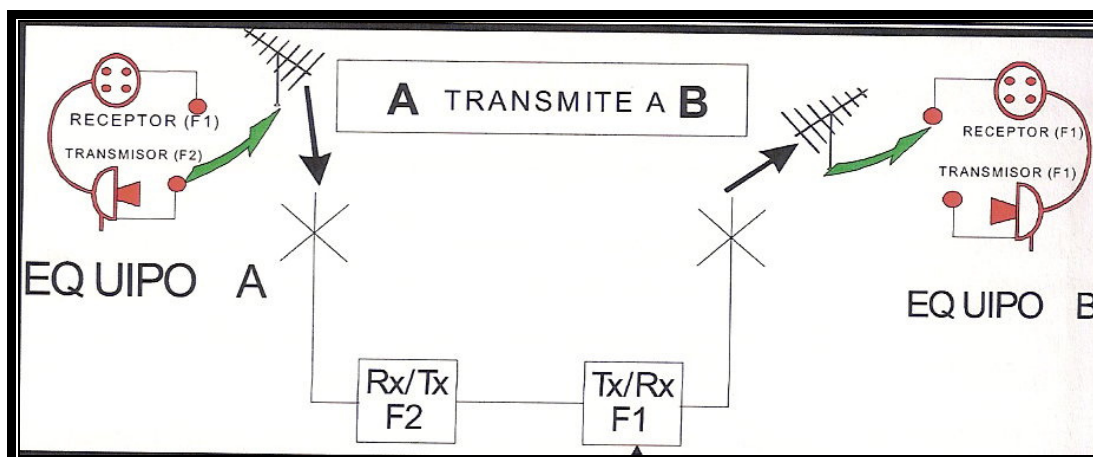 A TRANSMITE A B
RECEPTOR (F1)
TRANSMISOR (F2)
EQ UIPO A
RECEPTOR (F1)
TRANSMISOR (F1)
EQ UIPO B
Rx/Tx
F2
Tx/Rx
F1